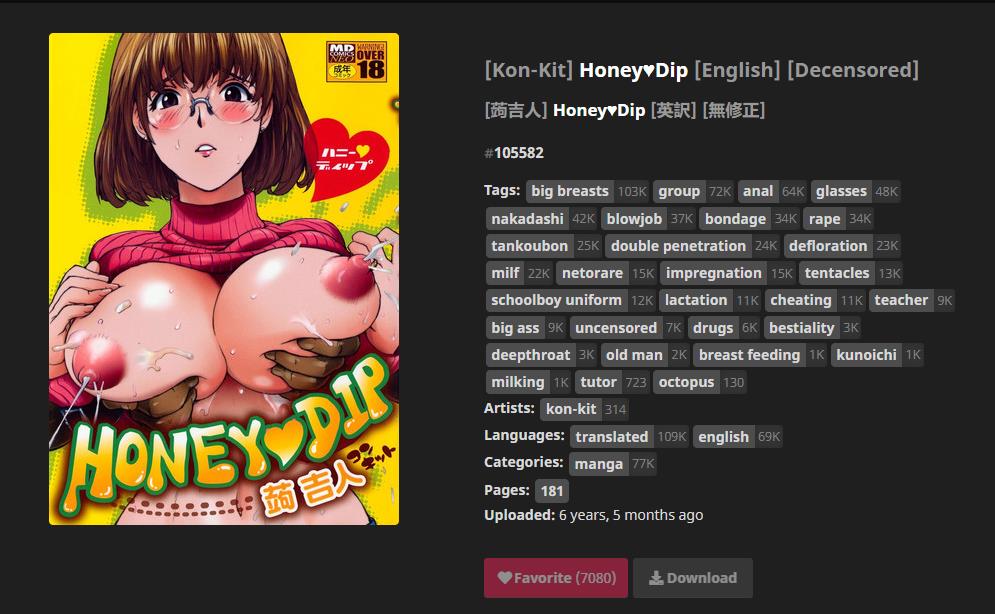 MD
COMICS
NEO
成年
コミック
WARNING!
OVER
18
ハニー♥
ディップ
HONEY♥DIP
コン
キット
蒟吉人
[Kon-Kit] Honey♥Dip [English] [Decensored]
[蒟吉人] Honey♥Dip [英訳] [無修正]
#105582
Tags: big breasts 103K group 72K anal 64K glasses 48K
nakadashi 42K blowjob 37K bondage 34K rape 34K
tankoubon 25K double penetration 24K defloration 23K
milf 22K netorare 15K impregnation 15K tentacles 13K
schoolboy uniform 12K lactation 11K cheating 11K teacher 9K
big ass 9K uncensored 7K drugs 6K bestiality 3K
deepthroat 3K old man 2K breast feeding 1K kunoichi 1K
milking 1K tutor 723 octopus 130
Artists: kon-kit 314
Languages: translated 109K english 69K
Categories: manga 77K
Pages: 181
Uploaded: 6 years, 5 months ago
Favorite (7080) Download